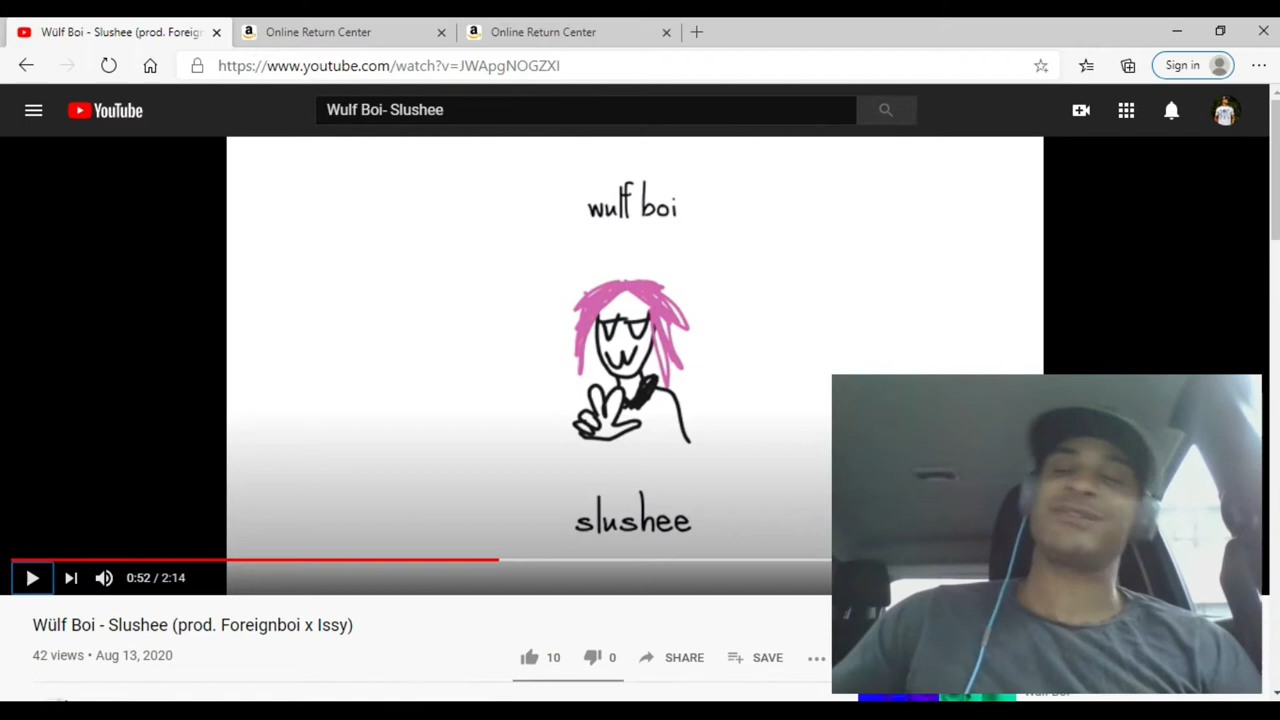 Wülf Boi - Slushee (prod. Foreign
Online Return Center
Online Return Center
https://www.youtube.com/watch?v=JWApgNOGZXI
Sign in
YouTube
Wulf Boi- Slushee
wulf boi
slushee
0:52 / 2:14
Wülf Boi - Slushee (prod. Foreignboi x Issy)
42 views • Aug 13, 2020
10
0
SHARE
SAVE